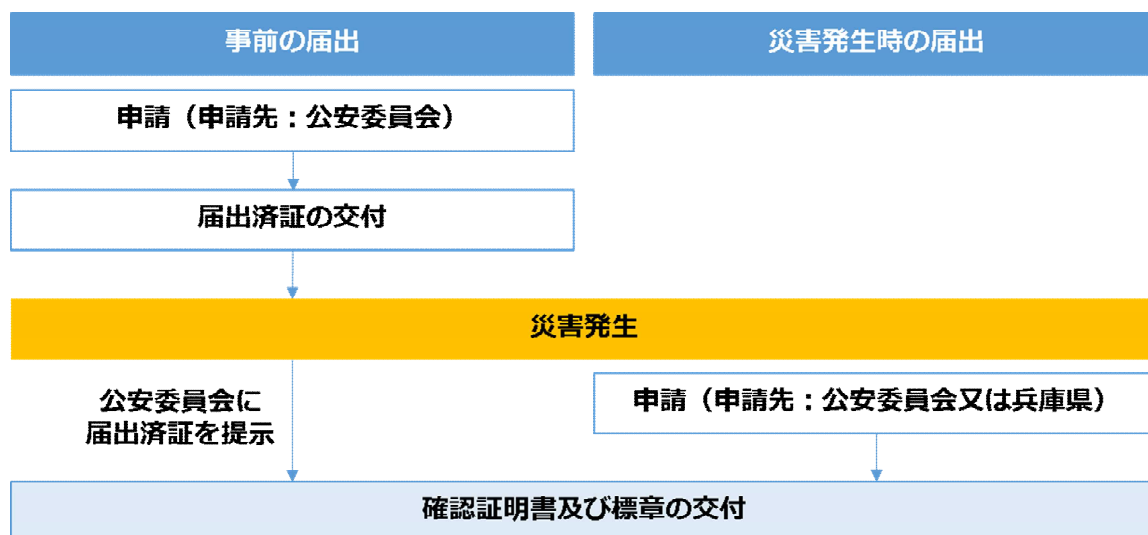 事前の届出
災害発生時の届出
申請（申請先：公安委員会）
届出済証の交付
災害発生
公安委員会に
届出済証を提示
申請（申請先：公安委員会又は兵庫県）
確認証明書及び標章の交付